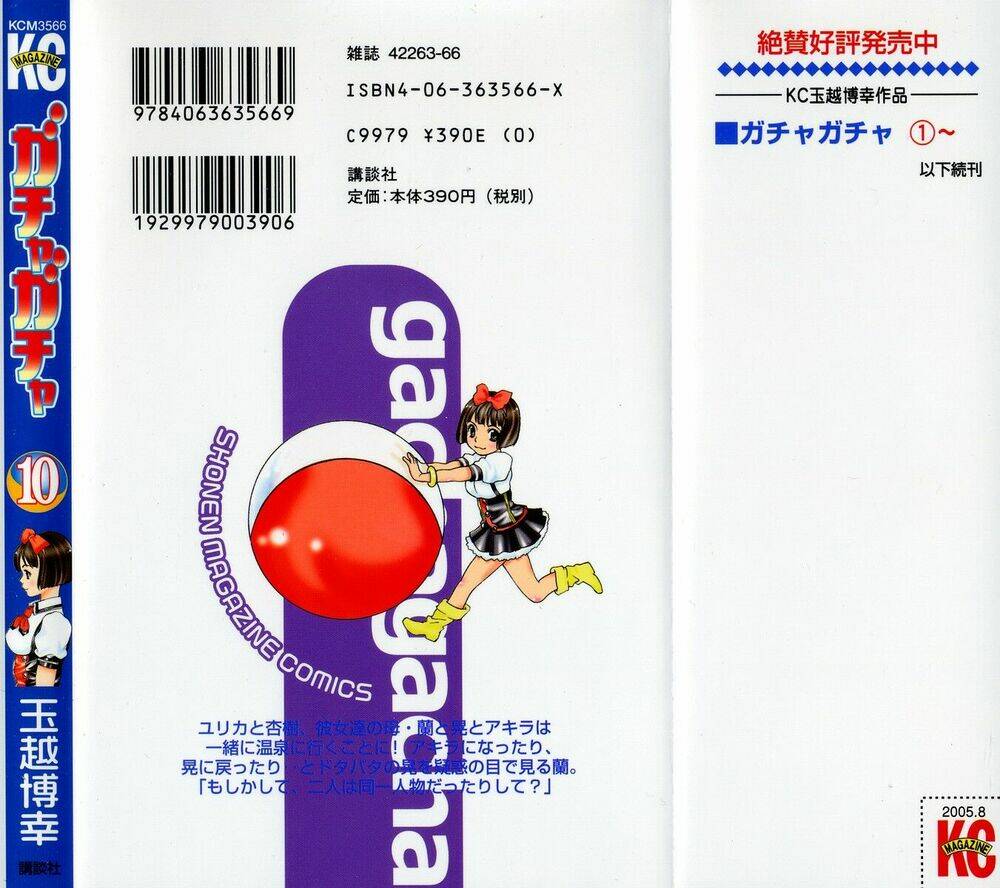 KCM3566
KC
MAGAZINE
ガチャガチャ
10
玉越博幸
講談社
9784063635669
1929979003906
雑誌 42263-66
ISBN4-06-363566-X
C9979 ¥390E (0)
講談社
定価:本体390円(税別)
gachagacha
SHONEN MAGAZINE COMICS
ユリカと杏樹、彼女達の母・蘭と晃とアキラは
一緒に温泉に行くことに! アキラになったり、
晃に戻ったり‥とドタバタの晃を疑惑の目で見る蘭。
「もしかして、二人は同一人物だったりして?」
絶賛好評発売中
KC玉越博幸作品
■ガチャガチャ ①~
以下続刊
2005.8
KC
MAGAZINE